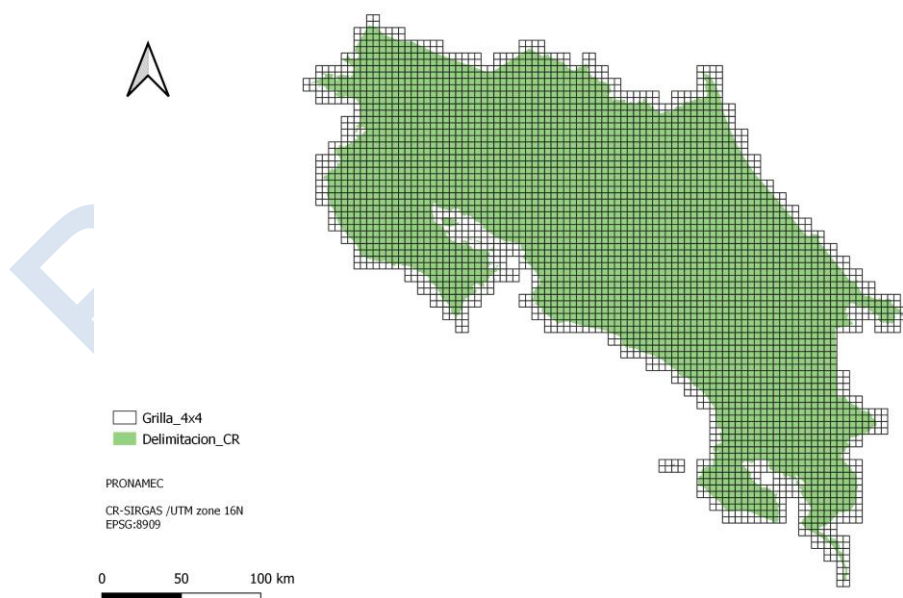 Grilla_4x4
Delimitacion_CR
PRONAMEC
CR-SIRGAS /UTM zone 16N
EPSG:8909
0 50 100 km